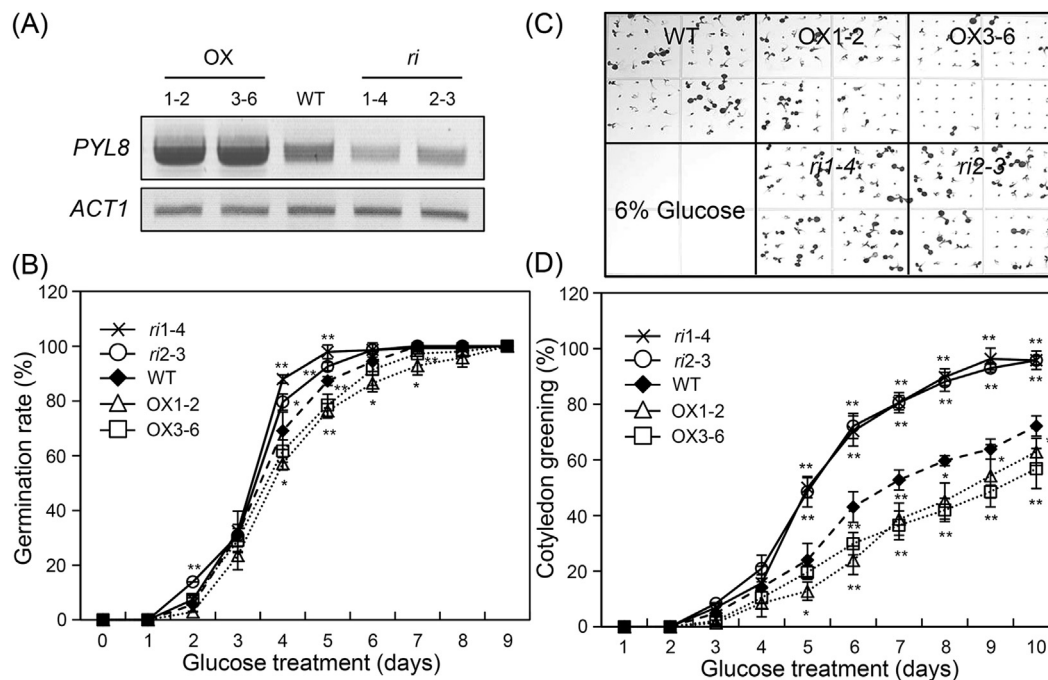 (A)
OX
ri
1-2 3-6 WT 1-4 2-3
PYL8
ACT1
(C)
WT OX1-2 OX3-6
6% Glucose ri1-4 ri2-3
(B)
120
100
80
60
40
20
0
Germination rate (%)
ri1-4
ri2-3
WT
OX1-2
OX3-6
**
**
**
**
*
**
**
*
*
**
*
0 1 2 3 4 5 6 7 8 9
Glucose treatment (days)
(D)
120
100
80
60
40
20
0
Cotyledon greening (%)
ri1-4
ri2-3
WT
OX1-2
OX3-6
**
**
**
**
**
**
**
**
**
**
**
**
*
*
*
**
**
*
**
**
**
**
1 2 3 4 5 6 7 8 9 10
Glucose treatment (days)